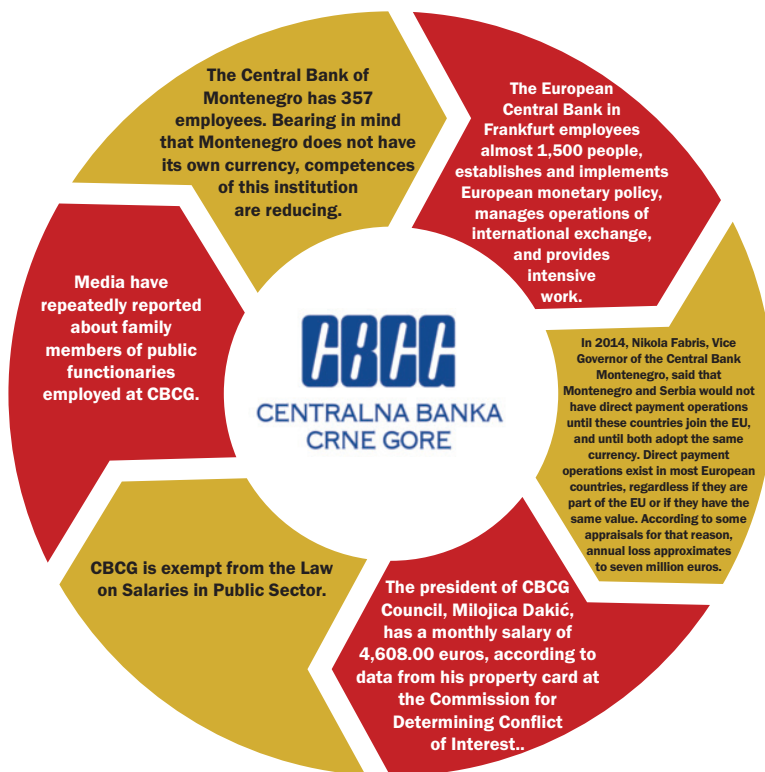 The Central Bank of
Montenegro has 357
employees. Bearing in mind
that Montenegro does not have
its own currency, competences
of this institution
are reducing.
The European
Central Bank in
Frankfurt employees
almost 1,500 people,
establishes and implements
European monetary policy,
manages operations of
international exchange,
and provides
intensive
work.
In 2014, Nikola Fabris, Vice
Governor of the Central Bank
Montenegro, said that
Montenegro and Serbia would not
have direct payment operations
until these countries join the EU,
and until both adopt the same
currency. Direct payment
operations exist in most European
countries, regardless if they are
part of the EU or if they have the
same value. According to some
appraisals for that reason,
annual loss approximates
to seven million euros.
The president of CBCG
Council, Milojica Dakić,
has a monthly salary of
4,608.00 euros, according to
data from his property card at
the Commission for
Determining Conflict
of Interest..
CBCG is exempt from the Law
on Salaries in Public Sector.
Media have
repeatedly reported
about family
members of public
functionaries
employed at CBCG.
CBCG
CENTRALNA BANKA
CRNE GORE